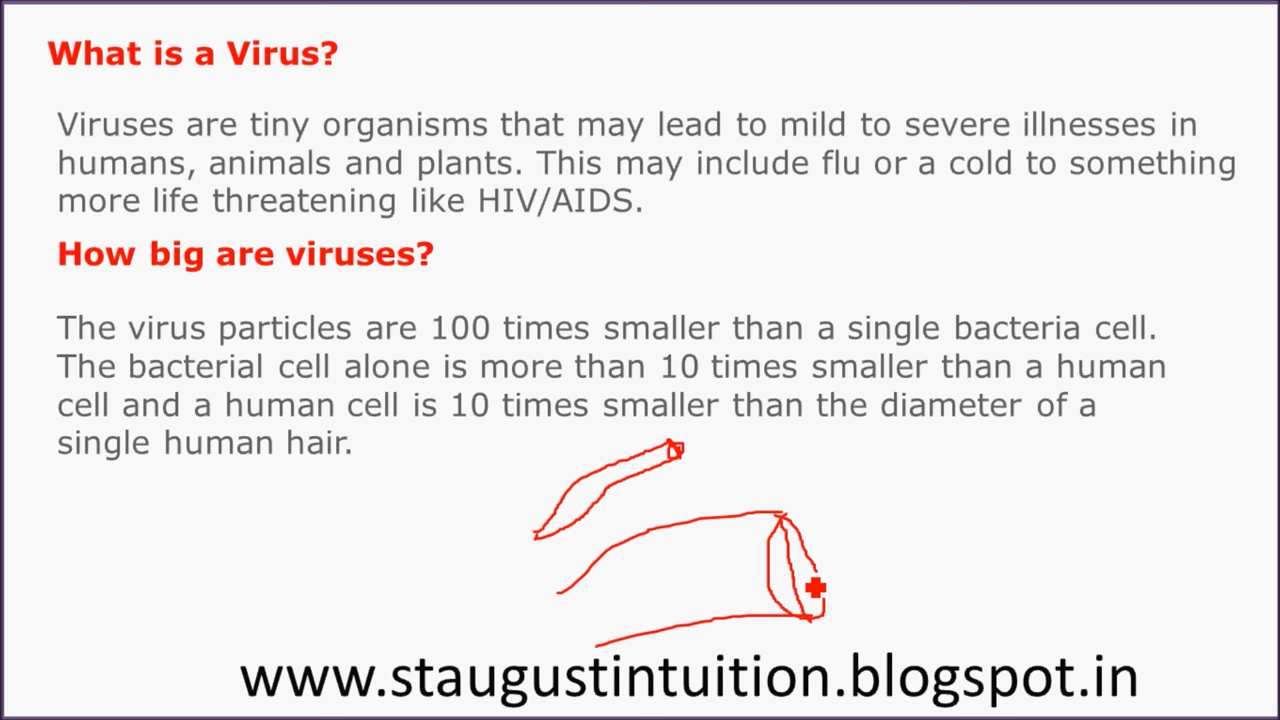 What is a Virus?
Viruses are tiny organisms that may lead to mild to severe illnesses in
humans, animals and plants. This may include flu or a cold to something
more life threatening like HIV/AIDS.
How big are viruses?
The virus particles are 100 times smaller than a single bacteria cell.
The bacterial cell alone is more than 10 times smaller than a human
cell and a human cell is 10 times smaller than the diameter of a
single human hair.
www.staugustintuition.blogspot.in